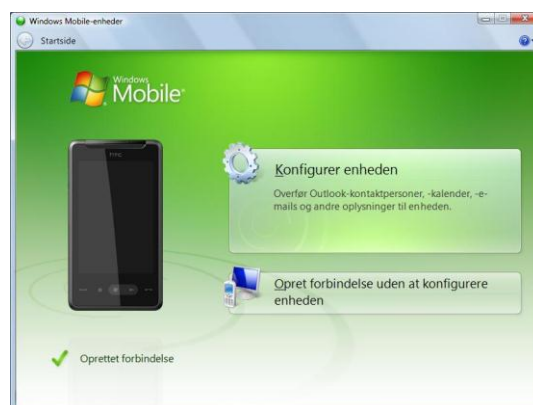 Windows Mobile-enheder
Startside
Windows
Mobile®
hTC
Konfigurer enheden
Overfør Outlook-kontaktpersoner, -kalender, -e-
mails og andre oplysninger til enheden.
Opret forbindelse uden at konfigurere
enheden
Oprettet forbindelse